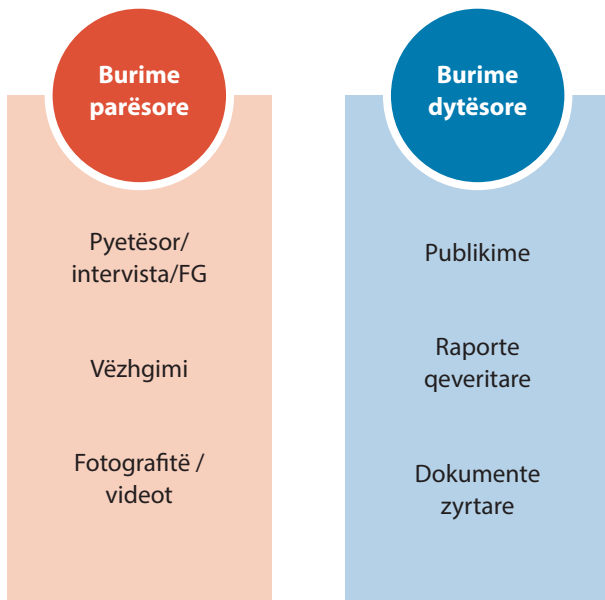 Burime
parësore
Pyetësor/
intervista/FG
Vëzhgimi
Fotografitë /
videot
Burime
dytësore
Publikime
Raporte
qeveritare
Dokumente
zyrtare